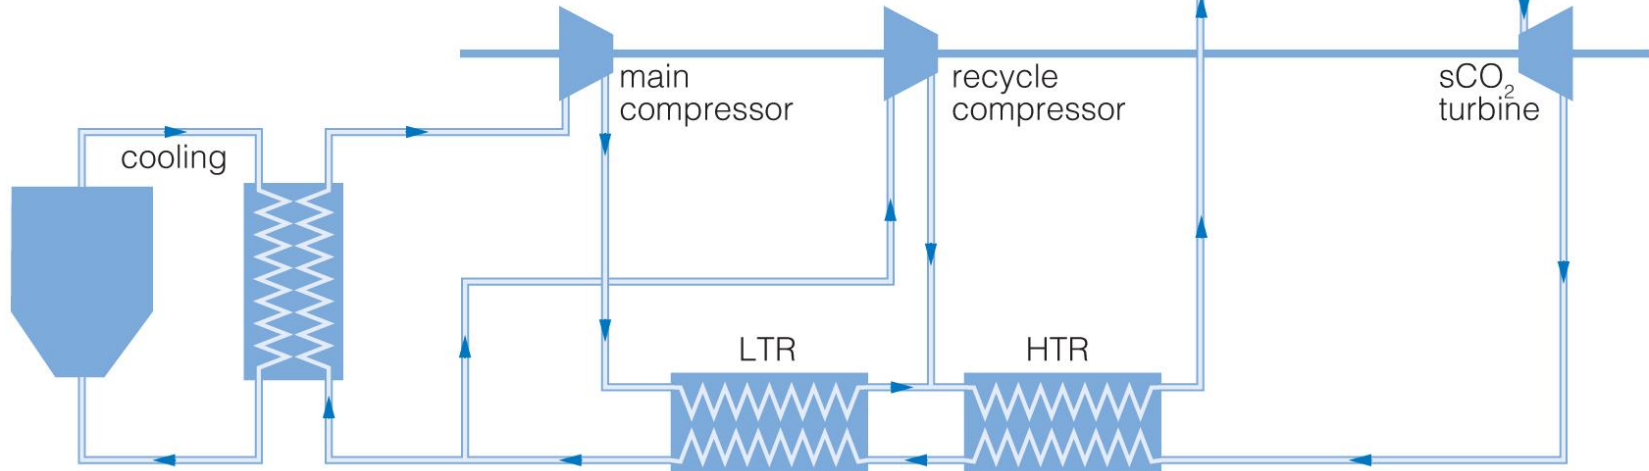 main
compressor
recycle
compressor
sCO₂
turbine
cooling
LTR
HTR